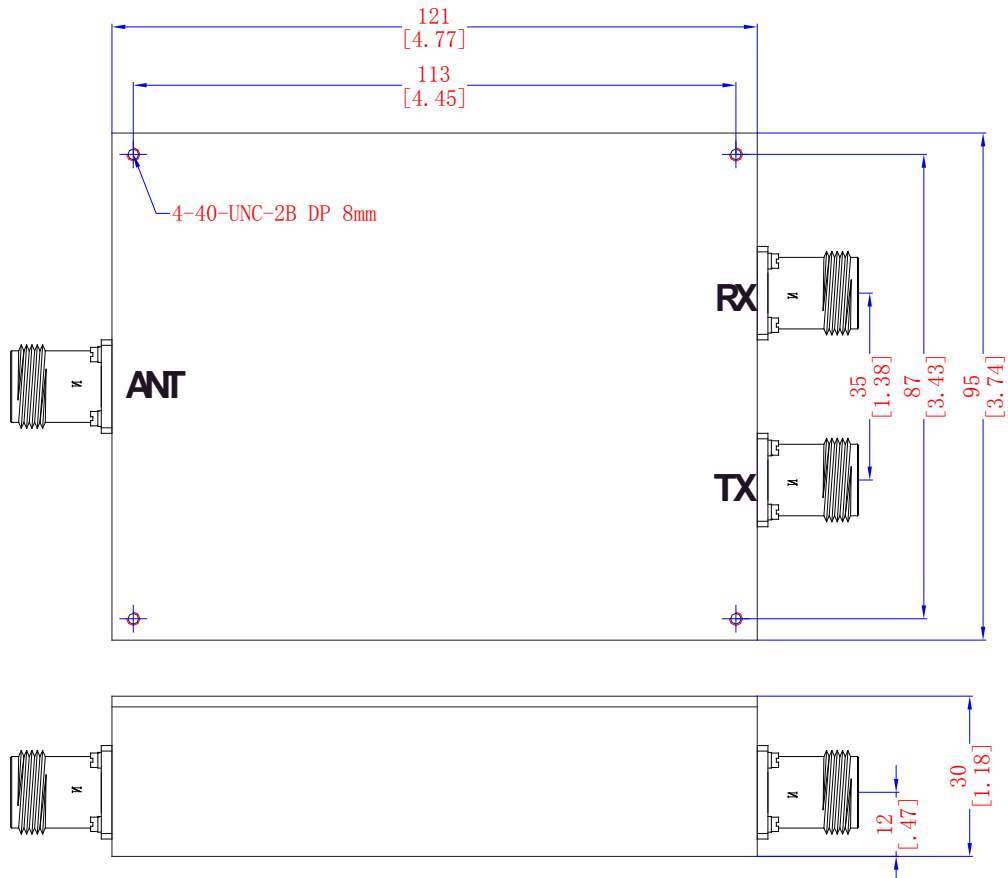 121
[4.77]
113
[4.45]
4-40-UNC-2B DP 8mm
RX
N
ANT
N
35
[1.38]
87
[3.43]
95
[3.74]
TX
N
N
N
30
[1.18]
12
[.47]